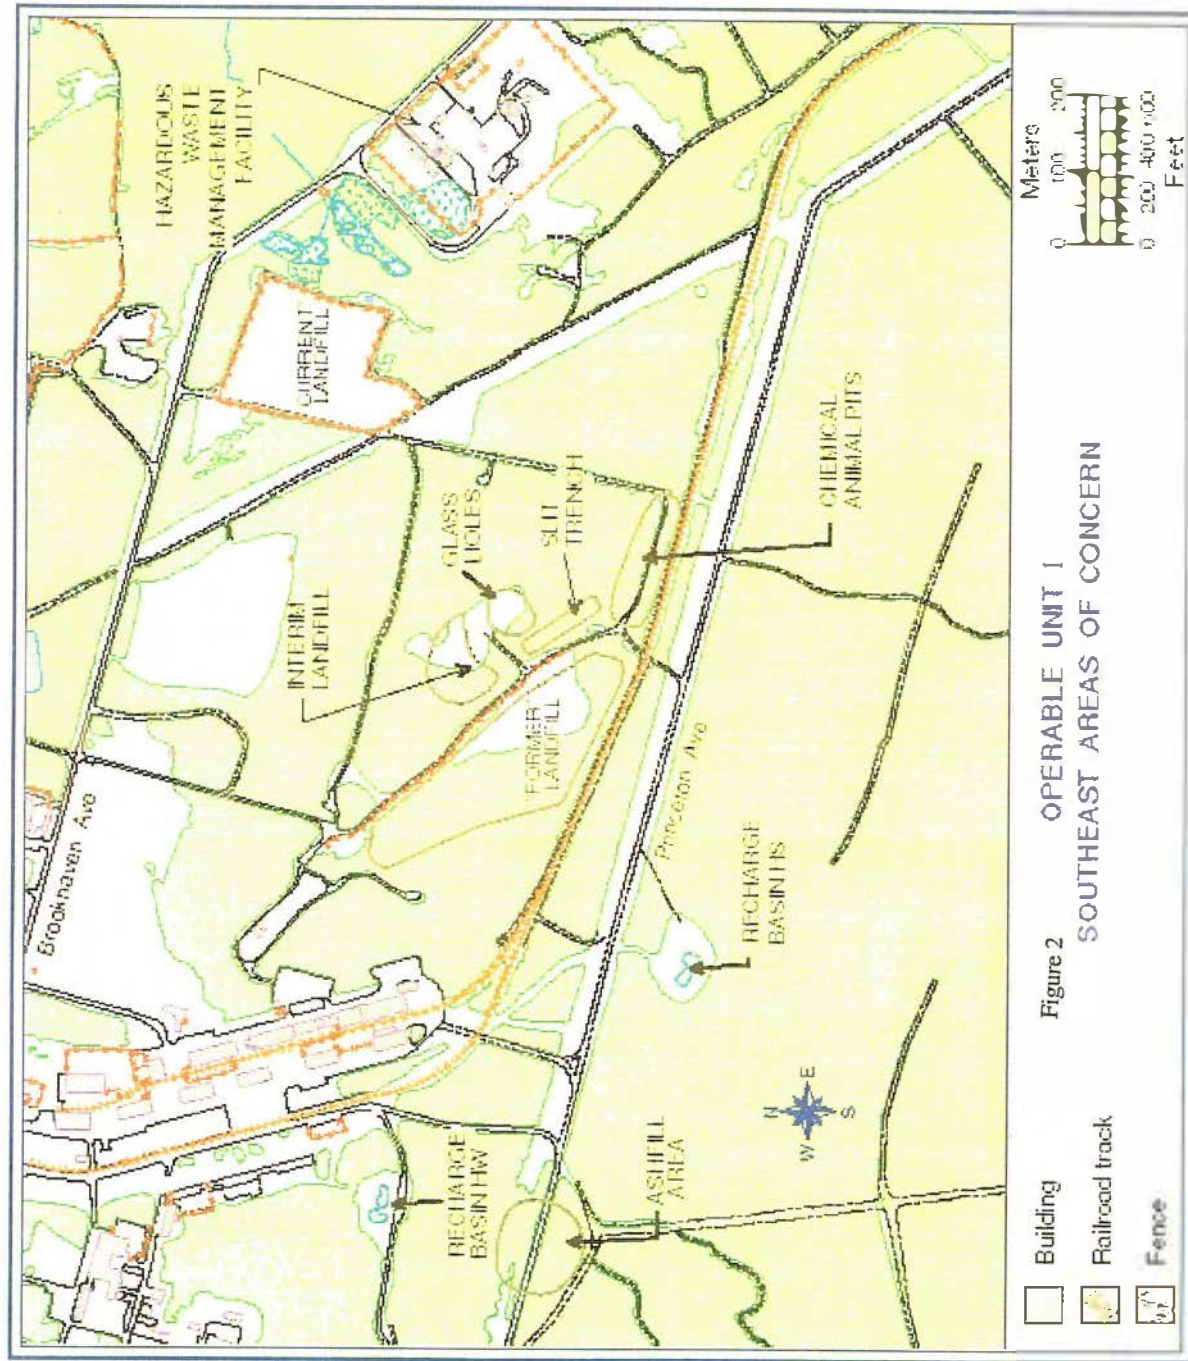 HAZARDOUS
WASTE
MANAGEMENT
FACILITY
CURRENT
LANDFILL
INTERIM
LANDFILL
GLASS
HOLES
SLIT
TRENCH
CHEMICAL
ANIMAL PITS
FORMER
LANDFILL
Brookhaven Ave
Princeton Ave
RECHARGE
BASIN HS
RECHARGE
BASIN HW
ASHFILL
AREA
N
W E
S
Building
Railroad track
Fence
Figure 2
OPERABLE UNIT 1
SOUTHEAST AREAS OF CONCERN
Meters
0 100 200
0 200 400 600
Feet